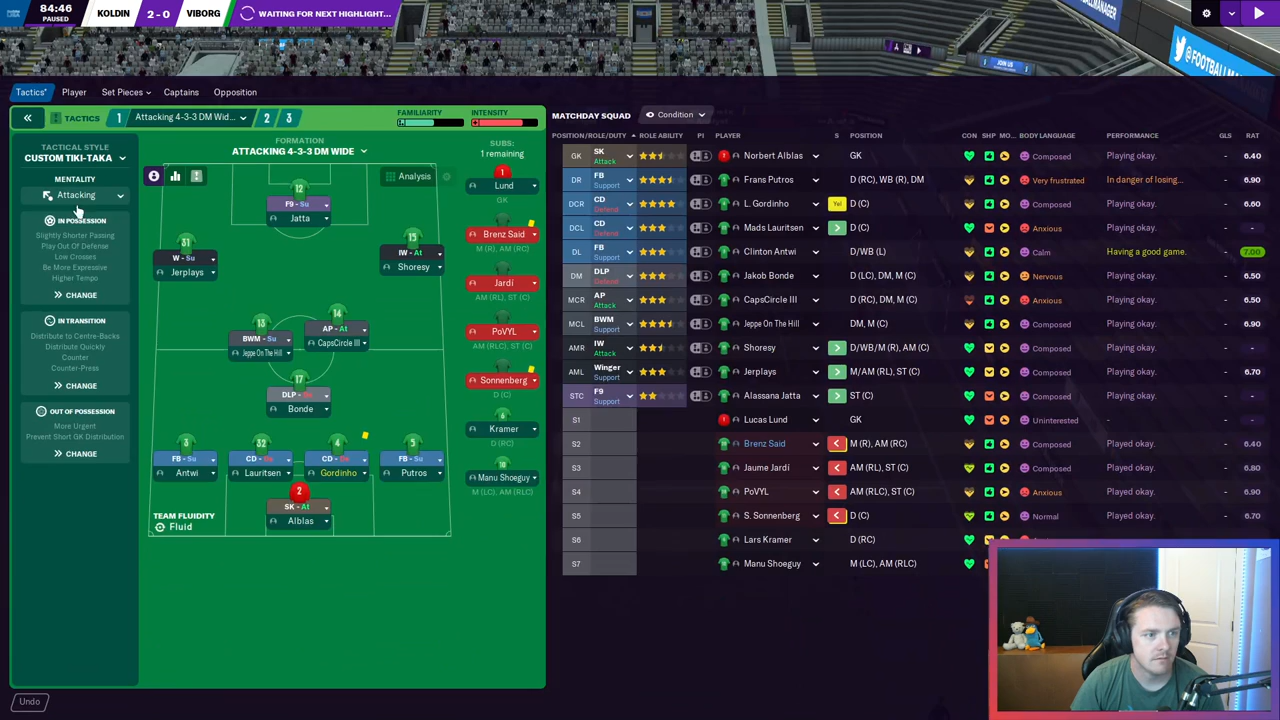 84:46
PAUSED
KOLDIN 2 - 0 VIBORG
WAITING FOR NEXT HIGHLIGHT...
JOIN US
Tactics* Player Set Pieces Captains Opposition
TACTICS 1 Attacking 4-3-3 DM Wid... 2 3
FAMILIARITY INTENSITY
TACTICAL STYLE
CUSTOM TIKI-TAKA
MENTALITY
Attacking
IN POSSESSION
Slightly Shorter Passing
Play Out Of Defense
Low Crosses
Be More Expressive
Higher Tempo
CHANGE
IN TRANSITION
Distribute to Centre-Backs
Distribute Quickly
Counter
Counter-Press
CHANGE
OUT OF POSSESSION
More Urgent
Prevent Short GK Distribution
CHANGE
FORMATION
ATTACKING 4-3-3 DM WIDE
Analysis
12
F9 - Su
Jatta
31
W - Su
Jerplays
15
IW - At
Shoresy
13
BWM - Su
Jeppe On The Hill
14
AP - At
CapsCircle III
17
DLP - De
Bonde
3
FB - Su
Antwi
32
CD - De
Lauritsen
4
CD - De
Gordinho
5
FB - Su
Putros
2
SK - At
Alblas
TEAM FLUIDITY
Fluid
SUBS:
1 remaining
1
Lund
GK
Brenz Said
M (R), AM (RC)
Jardí
AM (RL), ST (C)
PoVYL
AM (RLC), ST (C)
Sonnenberg
D (C)
6
Kramer
D (RC)
Manu Shoeguy
M (LC), AM (RLC)
MATCHDAY SQUAD Condition
POSITION/ROLE/DUTY ROLE ABILITY PI PLAYER S POSITION CON SHP MO... BODY LANGUAGE PERFORMANCE GLS RAT
GK SK Attack Norbert Alblas GK Composed Playing okay. - 6.40
DR FB Support Frans Putros D (RC), WB (R), DM Very frustrated In danger of losing... - 6.90
DCR CD Defend L. Gordinho Yel D (C) Composed Playing okay. - 6.60
DCL CD Defend Mads Lauritsen D (C) Anxious Playing okay. - -
DL FB Support Clinton Antwi D/WB (L) Calm Having a good game. - 7.00
DM DLP Defend Jakob Bonde D (LC), DM, M (C) Nervous Playing okay. - 6.50
MCR AP Attack CapsCircle III D (RC), DM, M (C) Anxious Playing okay. - 6.50
MCL BWM Support Jeppe On The Hill DM, M (C) Composed Playing okay. - 6.90
AMR IW Attack Shoresy D/WB/M (R), AM (C) Composed Playing okay. - -
AML Winger Support Jerplays M/AM (RL), ST (C) Composed Playing okay. - 6.70
STC F9 Support Alassana Jatta ST (C) Composed Playing okay. - -
S1 Lucas Lund GK Uninterested - -
S2 Brenz Said M (R), AM (RC) Composed Played okay. - 6.40
S3 Jaume Jardí AM (RL), ST (C) Composed Played okay. - 6.80
S4 PoVYL AM (RLC), ST (C) Anxious Played okay. - 6.90
S5 S. Sonnenberg D (C) Normal Played okay. - 6.70
S6 Lars Kramer D (RC)
S7 Manu Shoeguy M (LC), AM (RLC)
Undo